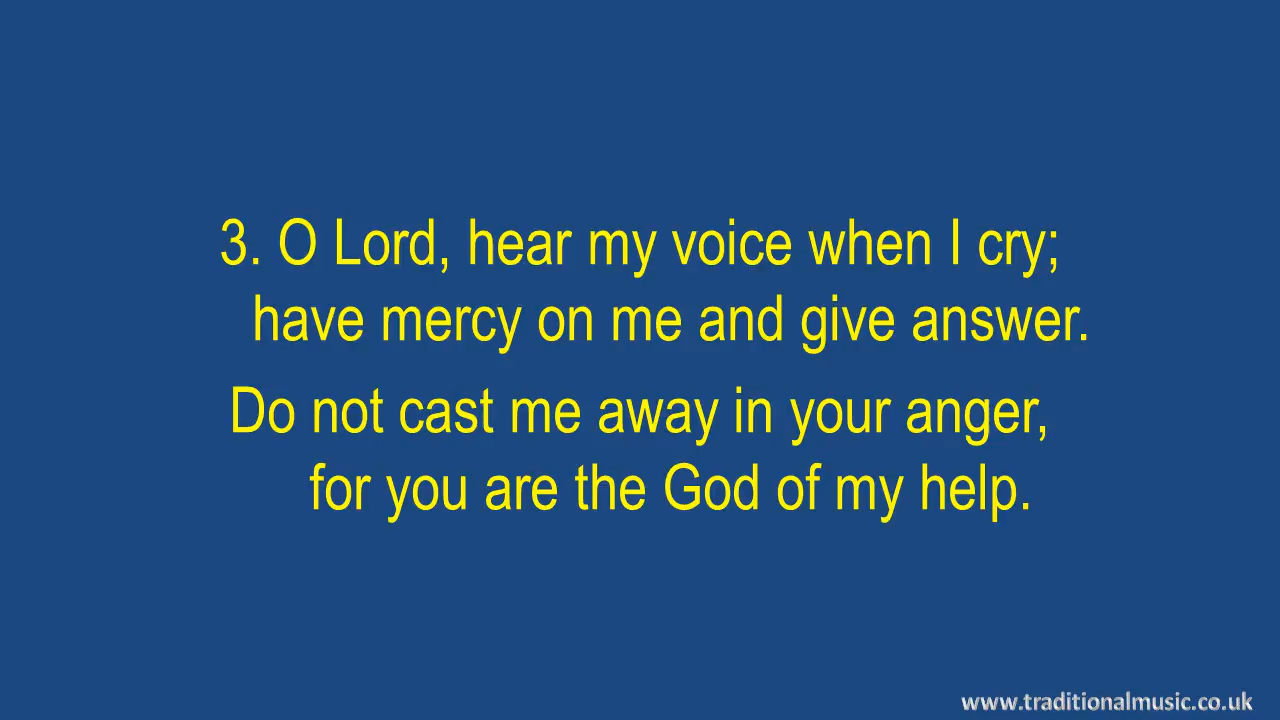 3. O Lord, hear my voice when I cry;
have mercy on me and give answer.
Do not cast me away in your anger,
for you are the God of my help.
www.traditionalmusic.co.uk